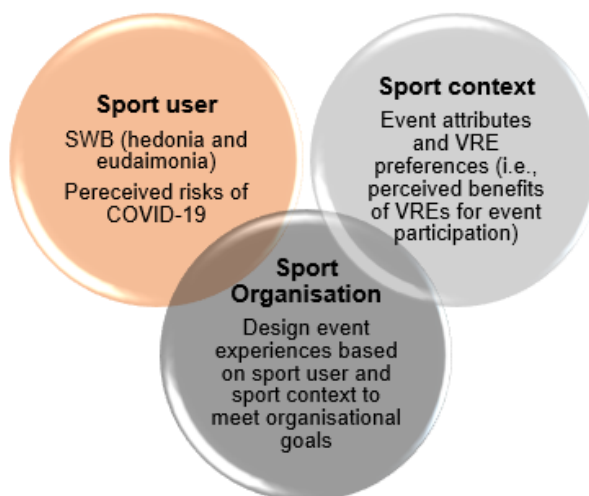 Sport user
SWB (hedonia and
eudaimonia)
Pereceived risks of
COVID-19
Sport context
Event attributes
and VRE
preferences (i.e.,
perceived benefits
of VREs for event
participation)
Sport
Organisation
Design event
experiences based
on sport user and
sport context to
meet organisational
goals